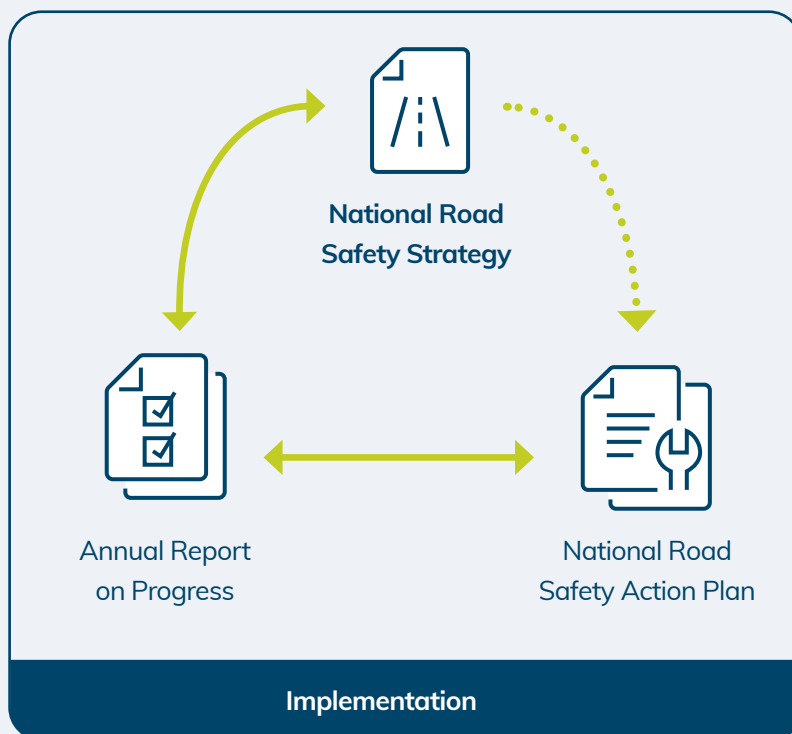 National Road
Safety Strategy
Annual Report
on Progress
National Road
Safety Action Plan
Implementation